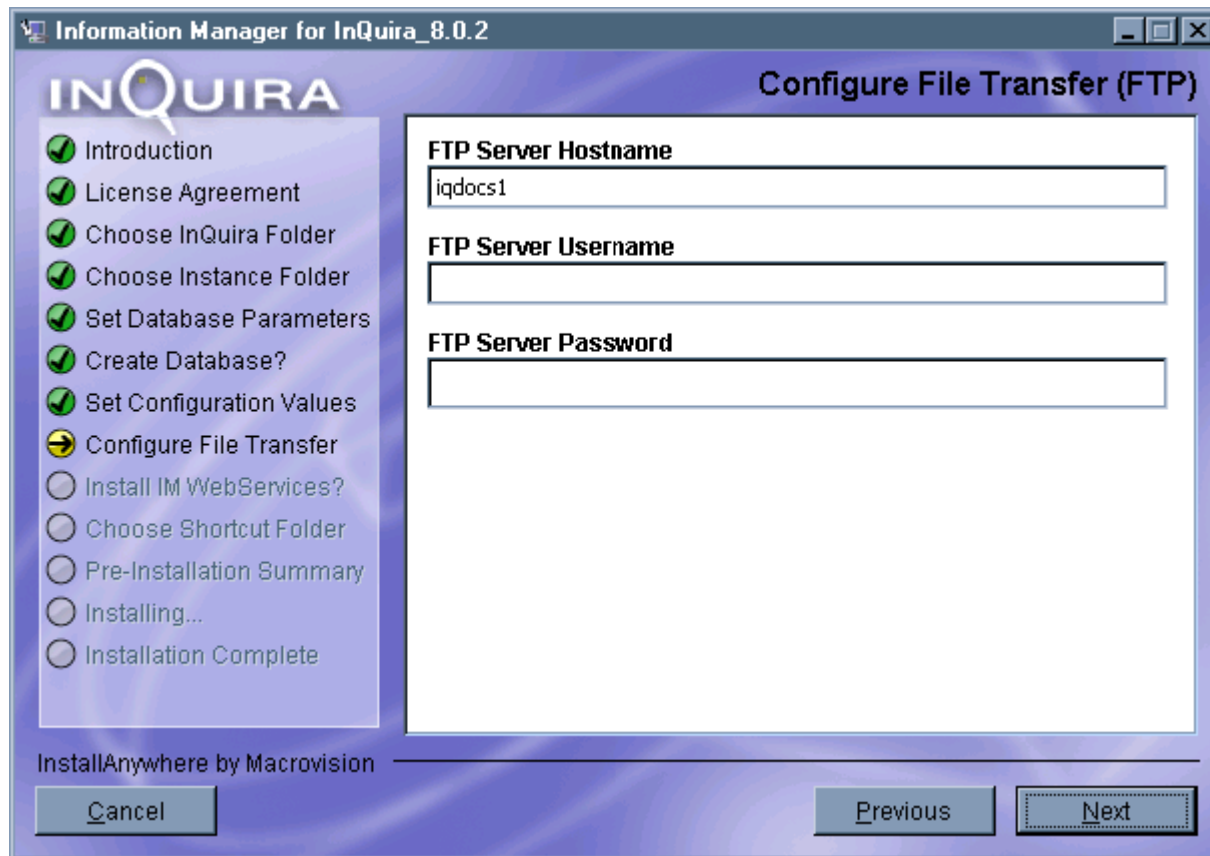 Information Manager for InQuira_8.0.2
INQUIRA
Configure File Transfer (FTP)
Introduction
License Agreement
Choose InQuira Folder
Choose Instance Folder
Set Database Parameters
Create Database?
Set Configuration Values
Configure File Transfer
Install IM WebServices?
Choose Shortcut Folder
Pre-Installation Summary
Installing...
Installation Complete
FTP Server Hostname
iqdocs1
FTP Server Username
FTP Server Password
InstallAnywhere by Macrovision
Cancel
Previous
Next